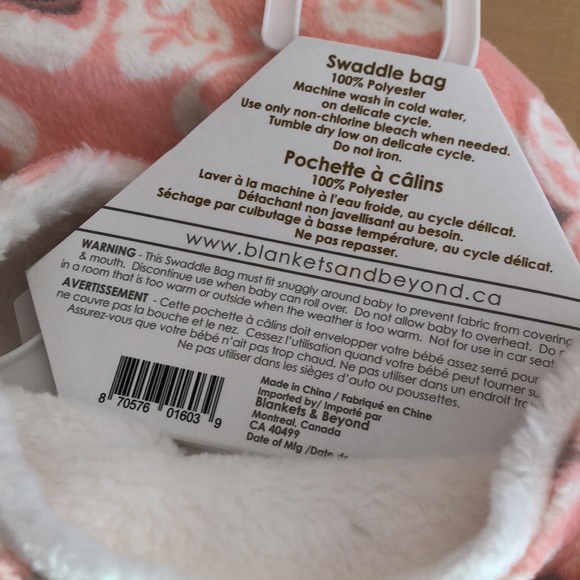 Swaddle bag
100% Polyester
Machine wash in cold water,
on delicate cycle.
Use only non-chlorine bleach when needed.
Tumble dry low on delicate cycle.
Do not iron.
Pochette à câlins
100% Polyester
Laver à la machine à l'eau froide, au cycle délicat.
Détachant non javellisant au besoin.
Séchage par culbutage à basse température, au cycle délicat.
Ne pas repasser.
www.blanketsandbeyond.ca
WARNING - This Swaddle Bag must fit snuggly around baby to prevent fabric from covering
& mouth. Discontinue use when baby can roll over. Do not allow baby to overheat. Do
in a room that is too warm or outside when the weather is too warm. Not for use in car seat
AVERTISSEMENT - Cette pochette à câlins doit envelopper votre bébé assez serré pour
ne couvre pas la bouche et le nez. Cessez l'utilisation quand votre bébé peut tourner su
Assurez-vous que votre bébé n'ait pas trop chaud. Ne pas utiliser dans un endroit tro
Ne pas utiliser dans les sièges d'auto ou poussettes.
8 70576 01603 9
Made in China / Fabriqué en Chine
Imported by/ Importé par
Blankets & Beyond
Montreal, Canada
CA 40499
Date of Mfg /Date de